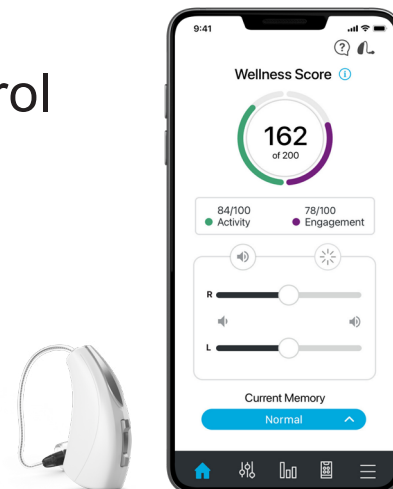 rol
9:41
Wellness Score
162
of 200
84/100
Activity
78/100
Engagement
R
L
Current Memory
Normal